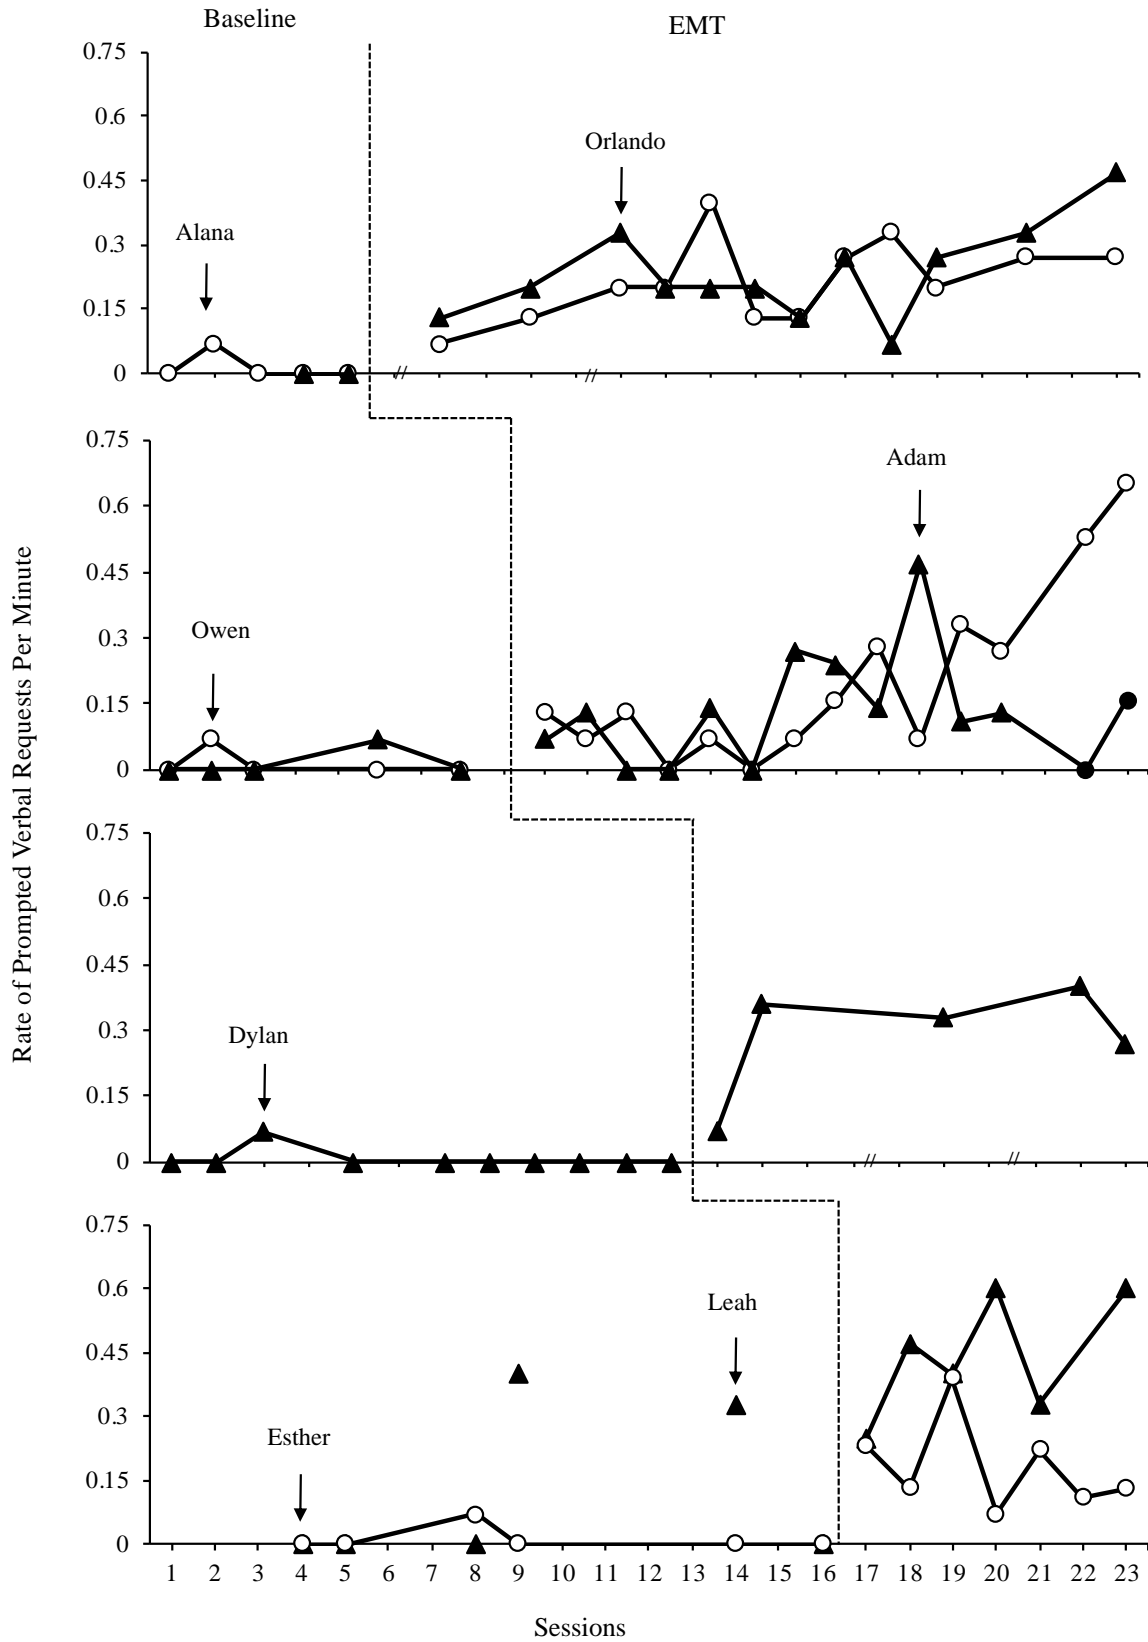 Baseline
EMT
0.75
0.6
Orlando
0.45
Alana
0.3
0.15
0
//
//
0.75
Adam
0.6
0.45
Owen
0.3
0.15
0
Rate of Prompted Verbal Requests Per Minute
0.75
0.6
0.45
Dylan
0.3
0.15
0
//
//
0.75
0.6
Leah
0.45
0.3
Esther
0.15
0
1 2 3 4 5 6 7 8 9 10 11 12 13 14 15 16 17 18 19 20 21 22 23
Sessions